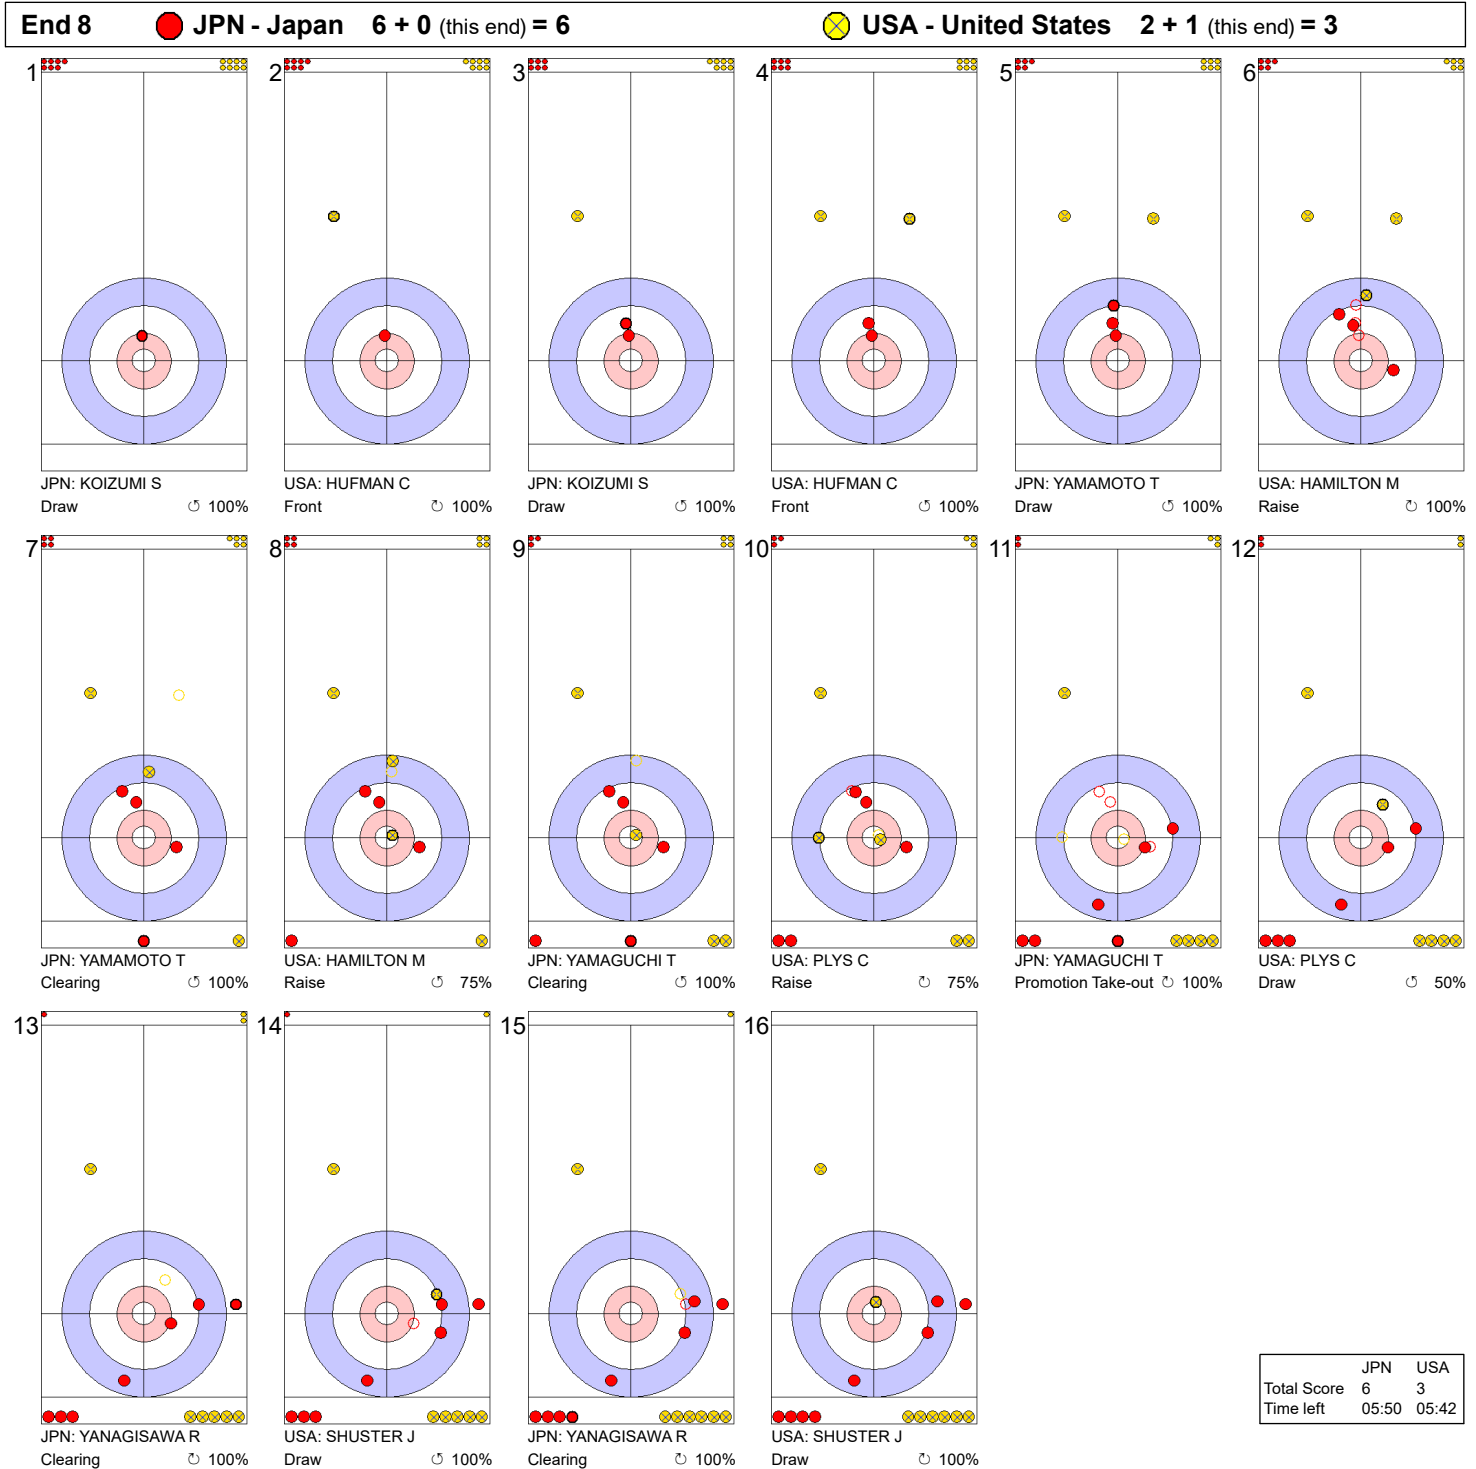 End 8 JPN - Japan 6 + 0 (this end) = 6 USA - United States 2 + 1 (this end) = 3
1 2 3 4 5 6
JPN: KOIZUMI S USA: HUFMAN C JPN: KOIZUMI S USA: HUFMAN C JPN: YAMAMOTO T USA: HAMILTON M
Draw ↺ 100% Front ↻ 100% Draw ↺ 100% Front ↺ 100% Draw ↺ 100% Raise ↻ 100%
7 8 9 10 11 12
JPN: YAMAMOTO T USA: HAMILTON M JPN: YAMAGUCHI T USA: PLYS C JPN: YAMAGUCHI T USA: PLYS C
Clearing ↺ 100% Raise ↺ 75% Clearing ↺ 100% Raise ↻ 75% Promotion Take-out ↻ 100% Draw ↺ 50%
13 14 15 16
JPN: YANAGISAWA R USA: SHUSTER J JPN: YANAGISAWA R USA: SHUSTER J
Clearing ↻ 100% Draw ↺ 100% Clearing ↻ 100% Draw ↺ 100%
JPN USA
Total Score 6 3
Time left 05:50 05:42